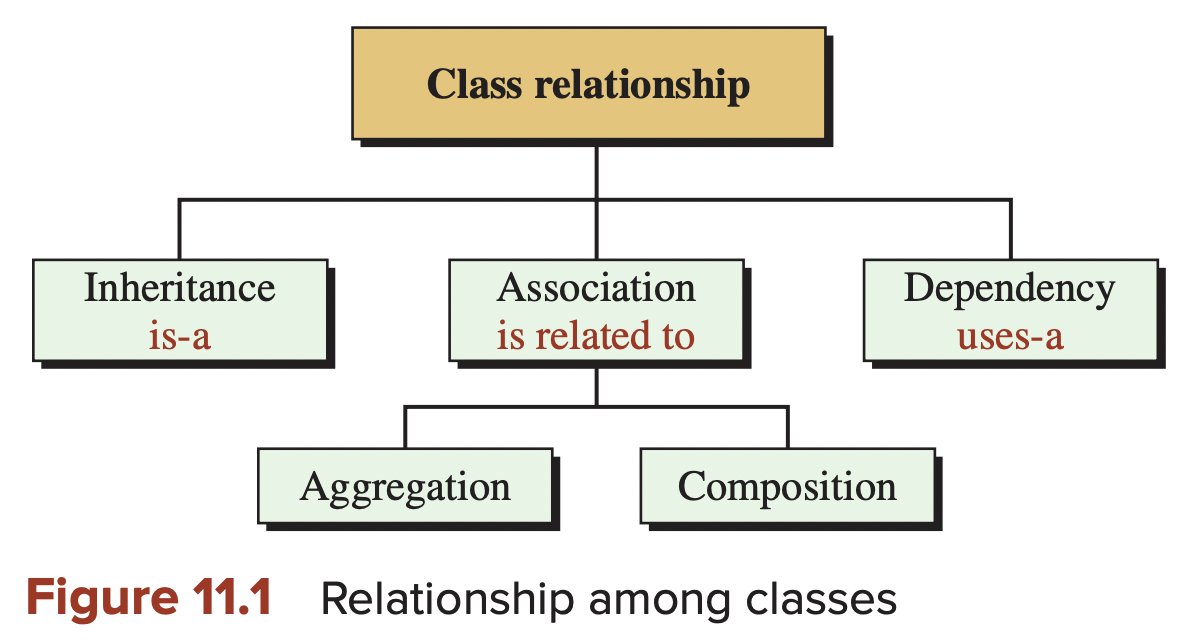 Class relationship
Inheritance
is-a
Association
is related to
Dependency
uses-a
Aggregation
Composition
Figure 11.1 Relationship among classes